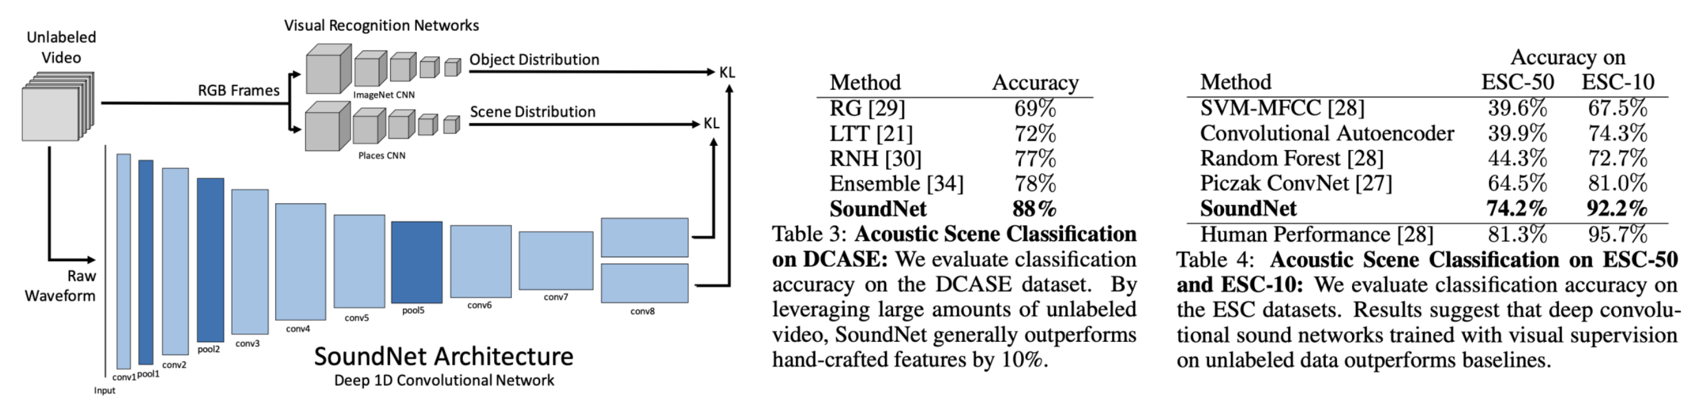 Visual Recognition Networks
Unlabeled
Video
Object Distribution
KL
RGB Frames
ImageNet CNN
Scene Distribution
KL
Places CNN
Raw
Waveform
Input
conv1
pool1
conv2
pool2
conv3
conv4
conv5
pool5
conv6
conv7
conv8
SoundNet Architecture
Deep 1D Convolutional Network
Method Accuracy
RG [29] 69%
LTT [21] 72%
RNH [30] 77%
Ensemble [34] 78%
SoundNet 88%
Table 3: Acoustic Scene Classification
on DCASE: We evaluate classification
accuracy on the DCASE dataset. By
leveraging large amounts of unlabeled
video, SoundNet generally outperforms
hand-crafted features by 10%.
Accuracy on
Method ESC-50 ESC-10
SVM-MFCC [28] 39.6% 67.5%
Convolutional Autoencoder 39.9% 74.3%
Random Forest [28] 44.3% 72.7%
Piczak ConvNet [27] 64.5% 81.0%
SoundNet 74.2% 92.2%
Human Performance [28] 81.3% 95.7%
Table 4: Acoustic Scene Classification on ESC-50
and ESC-10: We evaluate classification accuracy on
the ESC datasets. Results suggest that deep convolu-
tional sound networks trained with visual supervision
on unlabeled data outperforms baselines.